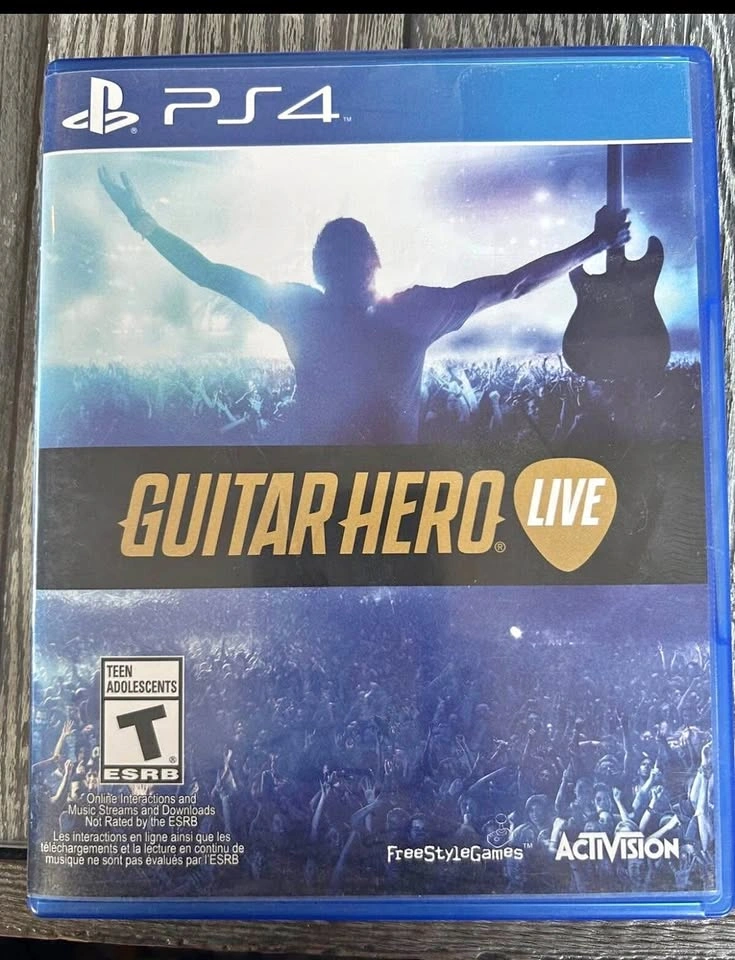 PS4™
GUITAR HERO® LIVE
TEEN
ADOLESCENTS
T
®
ESRB
Online Interactions and
Music Streams and Downloads
Not Rated by the ESRB
Les interactions en ligne ainsi que les
téléchargements et la lecture en continu de
musique ne sont pas évalués par l'ESRB
FreeStyleGames™
ACTIVISION